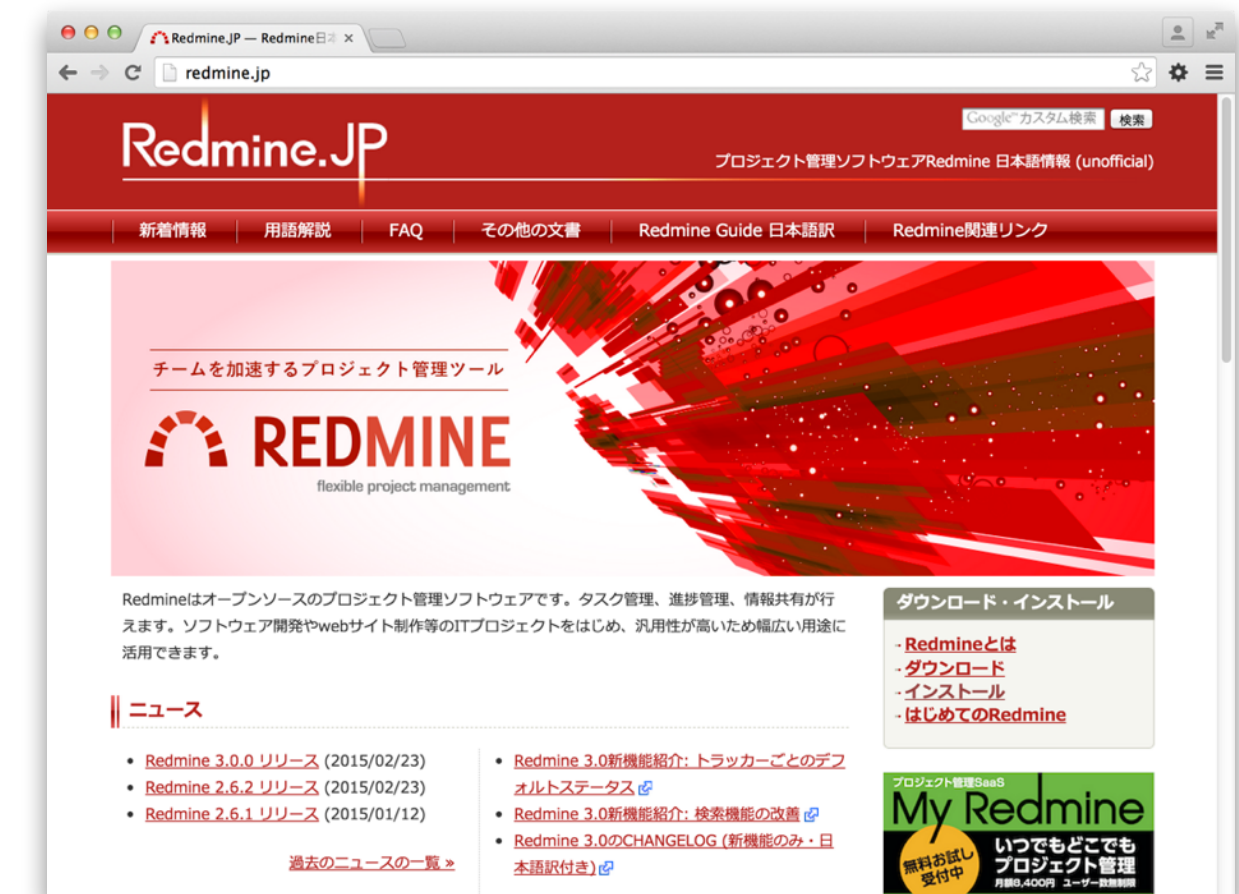 Redmine.JP — Redmine日本
redmine.jp
Redmine.JP
Google™カスタム検索 検索
プロジェクト管理ソフトウェアRedmine 日本語情報 (unofficial)
新着情報 用語解説 FAQ その他の文書 Redmine Guide 日本語訳 Redmine関連リンク
チームを加速するプロジェクト管理ツール
REDMINE
flexible project management
Redmineはオープンソースのプロジェクト管理ソフトウェアです。タスク管理、進捗管理、情報共有が行
えます。ソフトウェア開発やwebサイト制作等のITプロジェクトをはじめ、汎用性が高いため幅広い用途に
活用できます。
ニュース
• Redmine 3.0.0 リリース (2015/02/23)
• Redmine 2.6.2 リリース (2015/02/23)
• Redmine 2.6.1 リリース (2015/01/12)
過去のニュースの一覧 »
• Redmine 3.0新機能紹介: トラッカーごとのデフ
ォルトステータス
• Redmine 3.0新機能紹介: 検索機能の改善
• Redmine 3.0のCHANGELOG (新機能のみ・日
本語訳付き)
ダウンロード・インストール
Redmineとは
ダウンロード
インストール
はじめてのRedmine
プロジェクト管理SaaS
My Redmine
無料お試し
受付中
いつでもどこでも
プロジェクト管理
月額8,400円 ユーザー数無制限